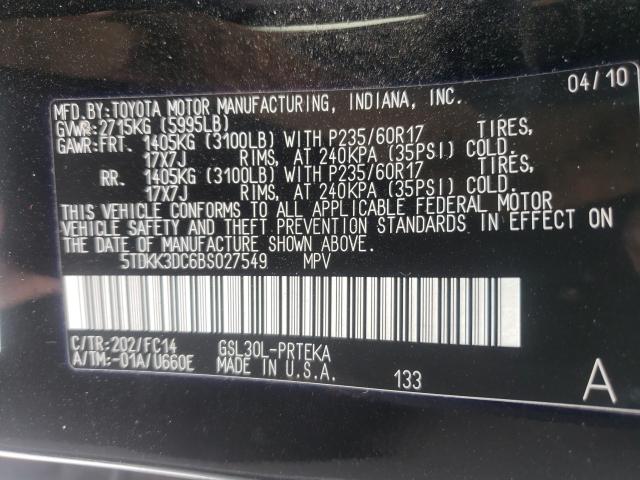 04/10
MFD.BY:TOYOTA MOTOR MANUFACTURING, INDIANA, INC.
GVWR:2715KG (5995LB)
GAWR:FRT. 1405KG (3100LB) WITH P235/60R17 TIRES,
17X7J RIMS, AT 240KPA (35PSI) COLD.
RR. 1405KG (3100LB) WITH P235/60R17 TIRES,
17X7J RIMS, AT 240KPA (35PSI) COLD.
THIS VEHICLE CONFORMS TO ALL APPLICABLE FEDERAL MOTOR
VEHICLE SAFETY AND THEFT PREVENTION STANDARDS IN EFFECT ON
THE DATE OF MANUFACTURE SHOWN ABOVE.
5TDKK3DC6BS027549 MPV
C/TR:202/FC14 GSL30L-PRTEKA
A/TM:-01A/U660E MADE IN U.S.A.
133
A